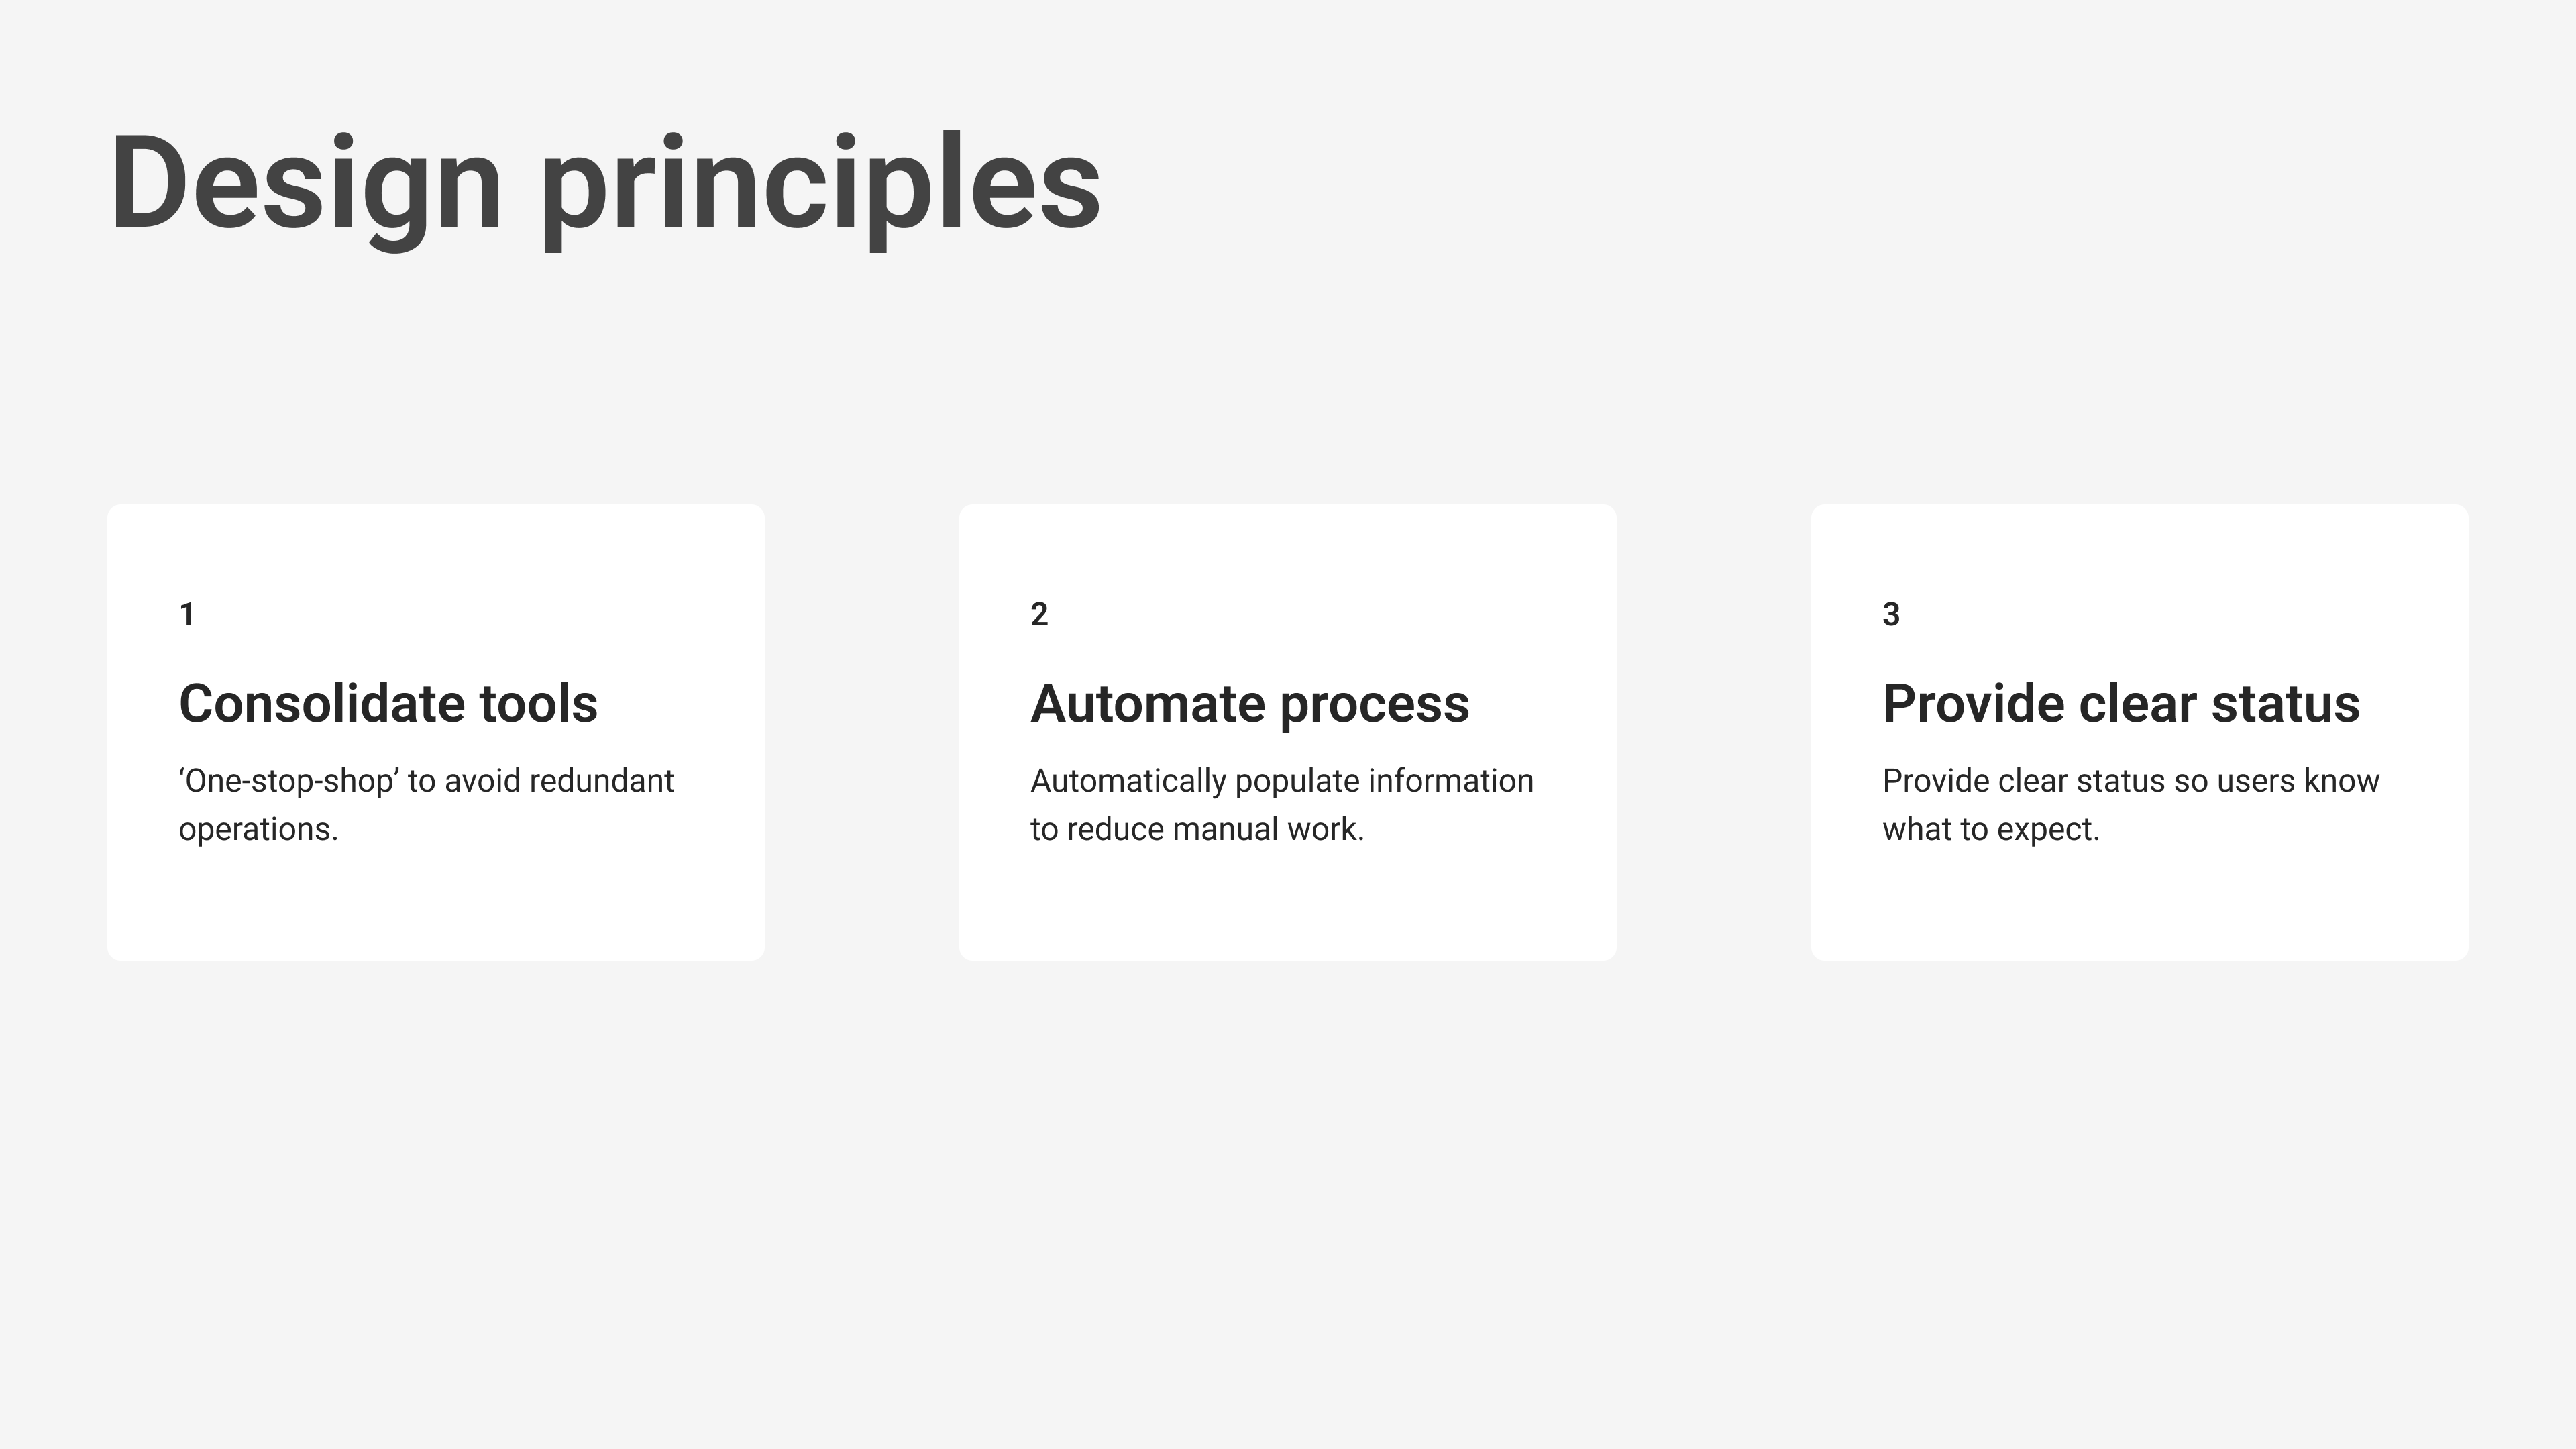 Design principles
1
Consolidate tools
‘One-stop-shop’ to avoid redundant
operations.
2
Automate process
Automatically populate information
to reduce manual work.
3
Provide clear status
Provide clear status so users know
what to expect.